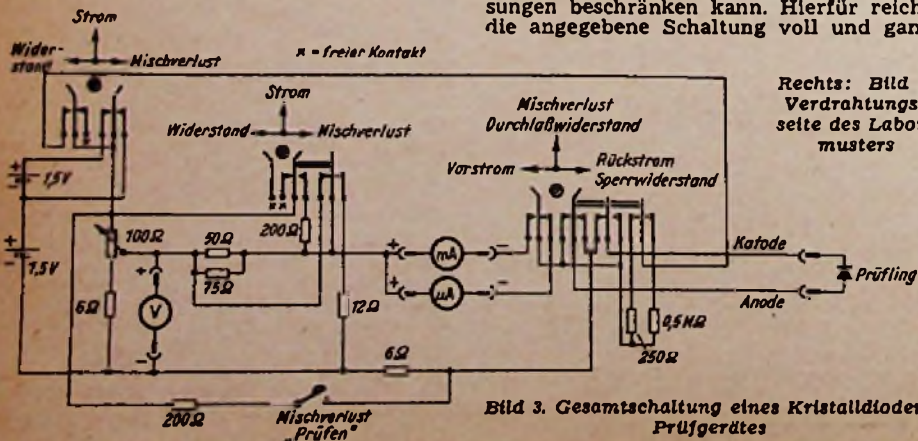 sungen beschränken kann. Hierfür reich
die angegebene Schaltung voll und gan
Rechts: Bild
Verdrahtungs
seite des Labor
musters
Strom
Wider-
stand
Mischverlust
× = freier Kontakt
Strom
Widerstand
Mischverlust
Mischverlust
Durchlaßwiderstand
Vorstrom
Rückstrom
Sperrwiderstand
+
-
1,5V
+
-
1,5V
100Ω
50Ω
75Ω
200Ω
6Ω
+
V
-
12Ω
+
mA
-
+
μA
-
Katode
Anode
Prüfling
0,5MΩ
250Ω
6Ω
200Ω
Mischverlust
„Prüfen"
Bild 3. Gesamtschaltung eines Kristalldioden
Prüfgerätes